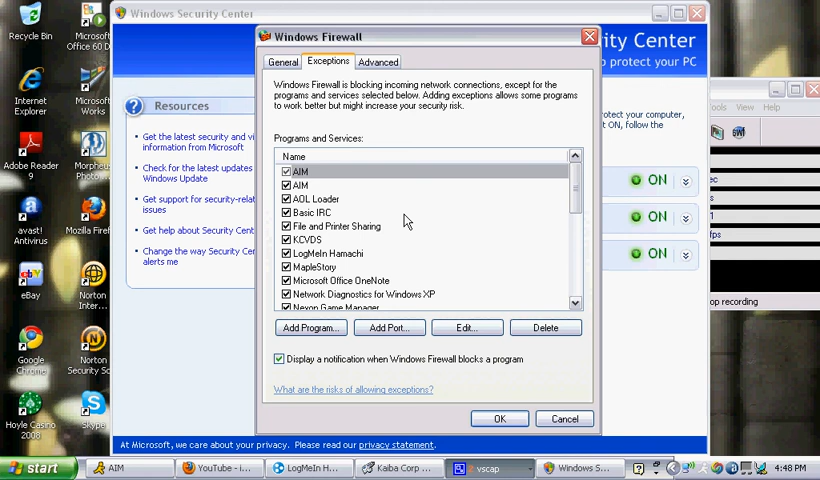 Windows Security Center
Recycle Bin
Microsoft
Office 60 D
Internet
Explorer
Microsoft
Works
Adobe Reader
9
Morpheus
Photo
avast!
Antivirus
Mozilla Firef
eBay
Norton
Inter...
Google
Chrome
Norton
Security Sc
Hoyle Casino
2008
Skype
Resources
Get the latest security and vi
information from Microsoft
Check for the latest updates
Windows Update
Get support for security-rela
issues
Get help about Security Cent
Change the way Security Cer
alerts me
Windows Firewall
General
Exceptions
Advanced
Windows Firewall is blocking incoming network connections, except for the
programs and services selected below. Adding exceptions allows some programs
to work better but might increase your security risk.
Programs and Services:
Name
AIM
AIM
AOL Loader
Basic IRC
File and Printer Sharing
KCVDS
LogMeIn Hamachi
MapleStory
Microsoft Office OneNote
Network Diagnostics for Windows XP
Nexon Game Manager
Add Program...
Add Port...
Edit...
Delete
Display a notification when Windows Firewall blocks a program
What are the risks of allowing exceptions?
OK
Cancel
ity Center
o protect your PC
rotect your computer,
t ON, follow the
ON
ON
ON
ools View Help
ec
1
fps
op recording
At Microsoft, we care about your privacy. Please read our privacy statement.
start
AIM
YouTube - i...
LogMeIn H...
Kaiba Corp ...
2 vscap
Windows S...
4:48 PM